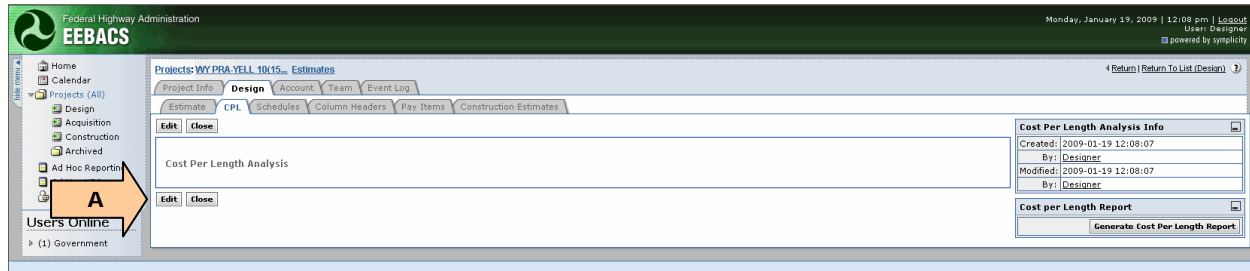 Federal Highway Administration
EEBACS
Monday, January 19, 2009 | 12:08 pm | Logout
User: Designer
powered by symplicity
hide menu
Home
Calendar
Projects (All)
Design
Acquisition
Construction
Archived
Ad Hoc Reporting
A
Users Online
(1) Government
Projects: WY PRA-YELL 10(15... Estimates
Return | Return To List (Design) ?
Project Info Design Account Team Event Log
Estimate CPL Schedules Column Headers Pay Items Construction Estimates
Edit Close
Cost Per Length Analysis
Edit Close
Cost Per Length Analysis Info
Created: 2009-01-19 12:08:07
By: Designer
Modified: 2009-01-19 12:08:07
By: Designer
Cost per Length Report
Generate Cost Per Length Report